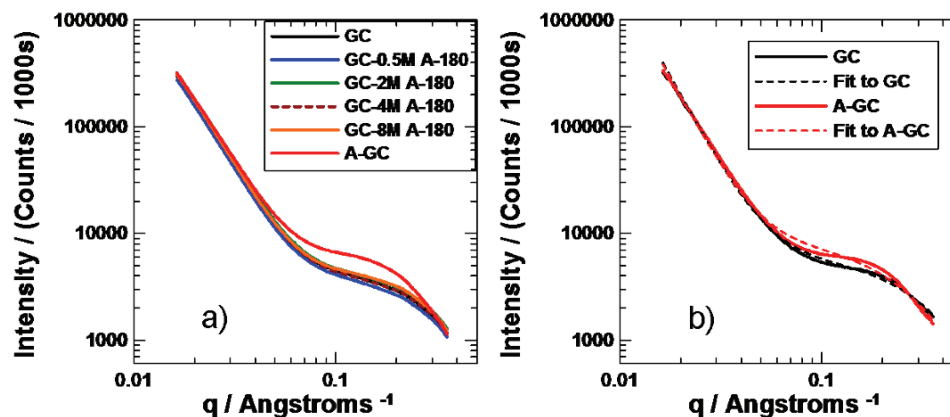 Intensity / (Counts / 1000s)
1000000
100000
10000
1000
0.01
0.1
q / Angstroms -1
GC
GC-0.5M A-180
GC-2M A-180
GC-4M A-180
GC-8M A-180
A-GC
a)
Intensity / (Counts / 1000s)
1000000
100000
10000
1000
0.01
0.1
q / Angstroms -1
GC
Fit to GC
A-GC
Fit to A-GC
b)